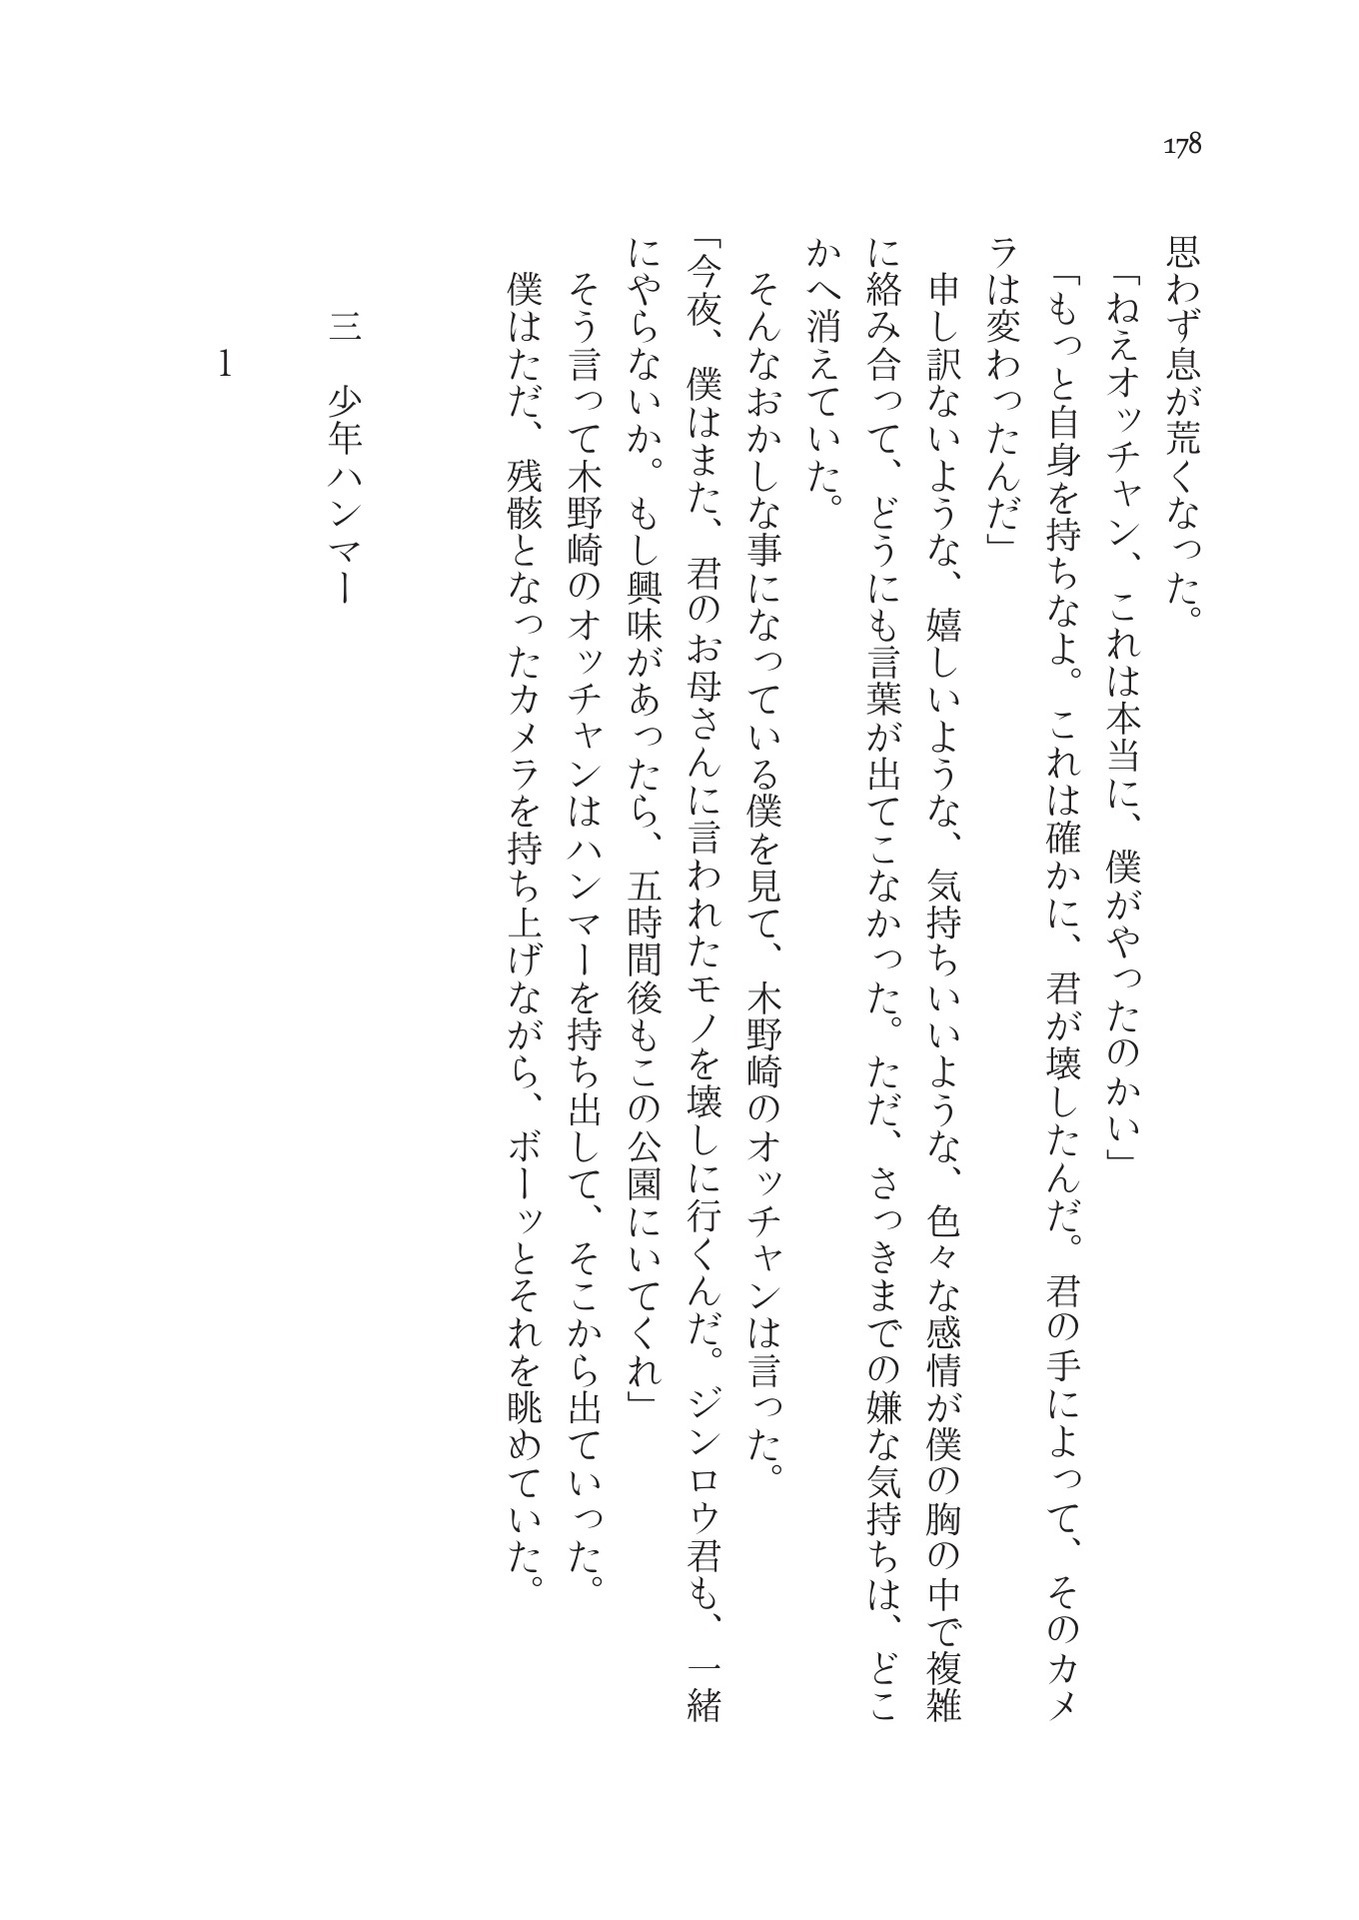 178
思わず息が荒くなった。
「ねえオッチャン、これは本当に、僕がやったのかい」
「もっと自身を持ちなよ。これは確かに、君が壊したんだ。君の手によって、そのカメ
ラは変わったんだ」
申し訳ないような、嬉しいような、気持ちいいような、色々な感情が僕の胸の中で複雑
に絡み合って、どうにも言葉が出てこなかった。ただ、さっきまでの嫌な気持ちは、どこ
かへ消えていた。
そんなおかしな事になっている僕を見て、木野崎のオッチャンは言った。
「今夜、僕はまた、君のお母さんに言われたモノを壊しに行くんだ。ジンロウ君も、一緒
にやらないか。もし興味があったら、五時間後もこの公園にいてくれ」
そう言って木野崎のオッチャンはハンマーを持ち出して、そこから出ていった。
僕はただ、残骸となったカメラを持ち上げながら、ボーッとそれを眺めていた。
三　少年ハンマー
1